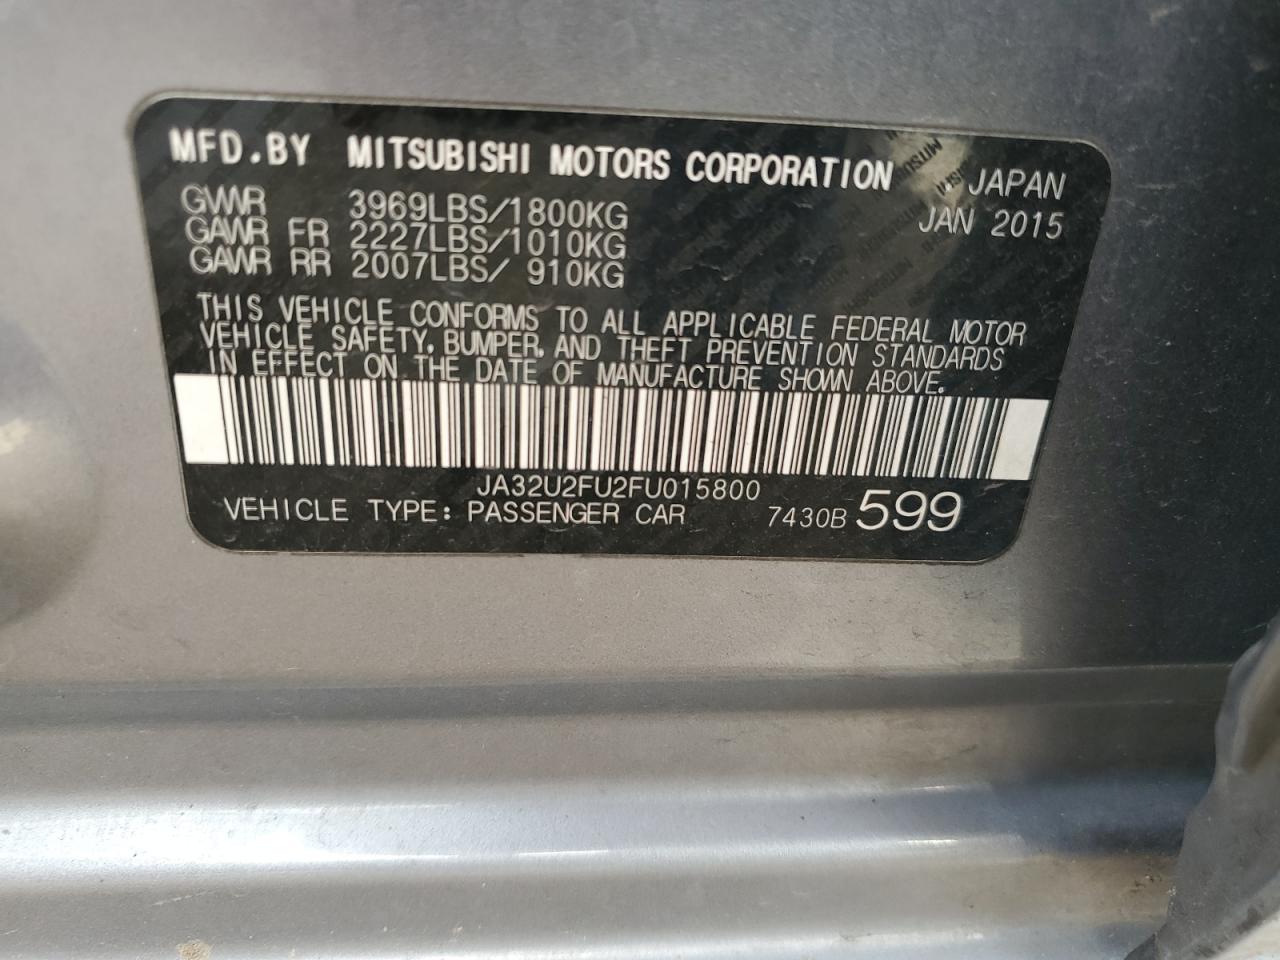 MFD.BY MITSUBISHI MOTORS CORPORATION JAPAN
GVWR 3969LBS/1800KG JAN 2015
GAWR FR 2227LBS/1010KG
GAWR RR 2007LBS/ 910KG
THIS VEHICLE CONFORMS TO ALL APPLICABLE FEDERAL MOTOR
VEHICLE SAFETY, BUMPER, AND THEFT PREVENTION STANDARDS
IN EFFECT ON THE DATE OF MANUFACTURE SHOWN ABOVE.
JA32U2FU2FU015800
VEHICLE TYPE: PASSENGER CAR 7430B 599